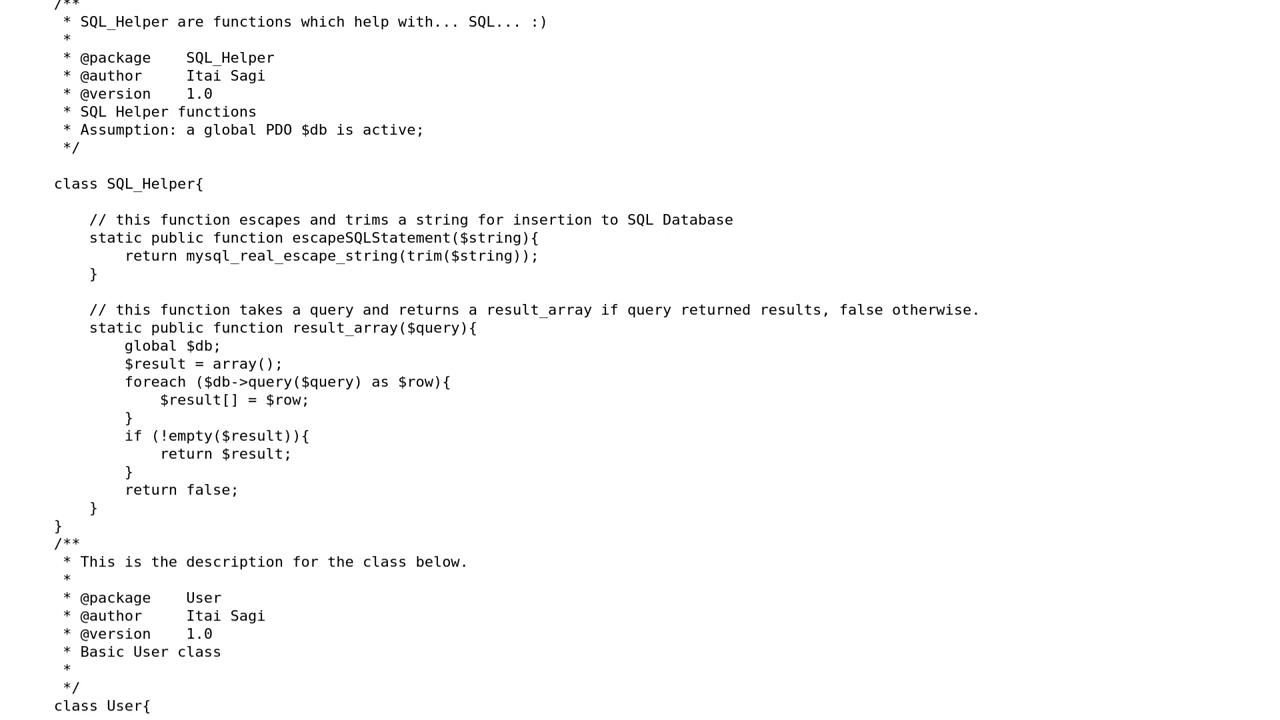 /**
 * SQL_Helper are functions which help with... SQL... :)
 *
 * @package    SQL_Helper
 * @author     Itai Sagi
 * @version    1.0
 * SQL Helper functions
 * Assumption: a global PDO $db is active;
 */

class SQL_Helper{

    // this function escapes and trims a string for insertion to SQL Database
    static public function escapeSQLStatement($string){
        return mysql_real_escape_string(trim($string));
    }

    // this function takes a query and returns a result_array if query returned results, false otherwise.
    static public function result_array($query){
        global $db;
        $result = array();
        foreach ($db->query($query) as $row){
            $result[] = $row;
        }
        if (!empty($result)){
            return $result;
        }
        return false;
    }
}
/**
 * This is the description for the class below.
 *
 * @package    User
 * @author     Itai Sagi
 * @version    1.0
 * Basic User class
 *
 */
class User{